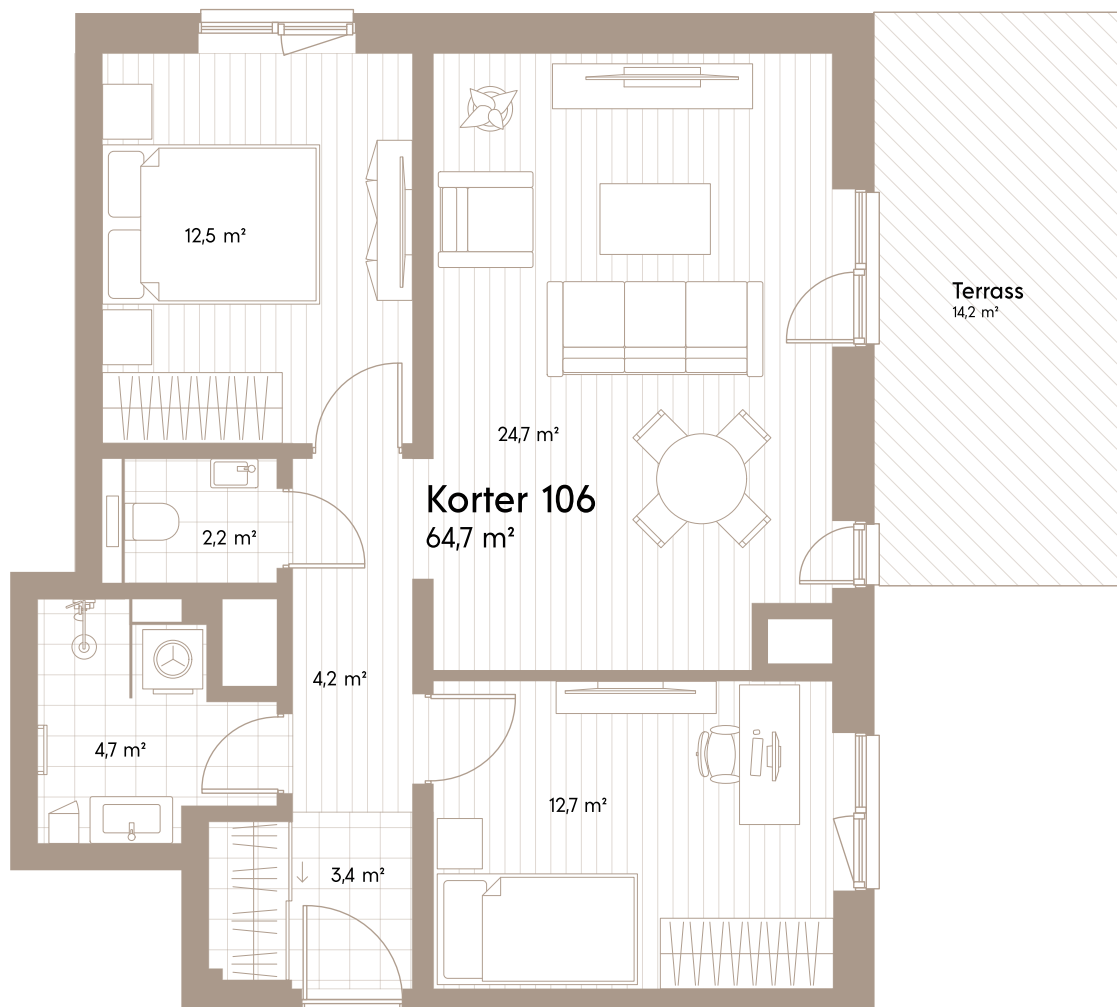 12,5 m²
Terrass
14,2 m²
24,7 m²
Korter 106
64,7 m²
2,2 m²
4,2 m²
4,7 m²
12,7 m²
3,4 m²